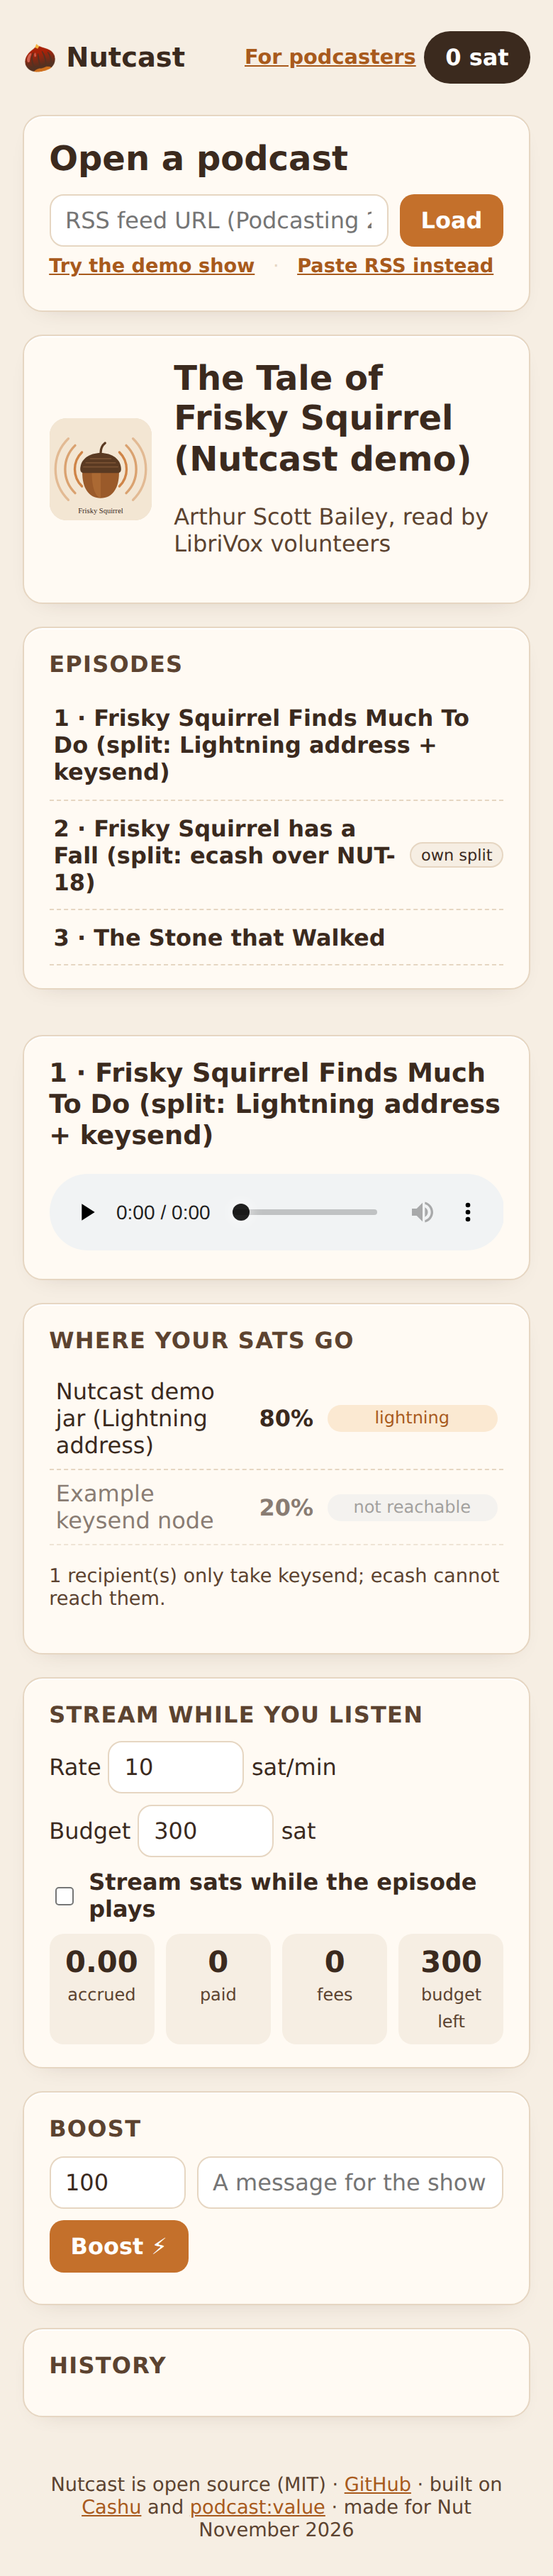 Nutcast
For podcasters
0 sat
Open a podcast
RSS feed URL (Podcasting
Load
Try the demo show · Paste RSS instead
The Tale of
Frisky Squirrel
(Nutcast demo)
Frisky Squirrel
Arthur Scott Bailey, read by
LibriVox volunteers
EPISODES
1 · Frisky Squirrel Finds Much To
Do (split: Lightning address +
keysend)
2 · Frisky Squirrel has a
Fall (split: ecash over NUT-
18)
own split
3 · The Stone that Walked
1 · Frisky Squirrel Finds Much
To Do (split: Lightning address
+ keysend)
0:00 / 0:00
WHERE YOUR SATS GO
Nutcast demo
jar (Lightning
address)
80%
lightning
Example
keysend node
20%
not reachable
1 recipient(s) only take keysend; ecash cannot
reach them.
STREAM WHILE YOU LISTEN
Rate 10 sat/min
Budget 300 sat
Stream sats while the episode
plays
0.00
accrued
0
paid
0
fees
300
budget
left
BOOST
100
A message for the show
Boost ⚡
HISTORY
Nutcast is open source (MIT) · GitHub · built on
Cashu and podcast:value · made for Nut
November 2026